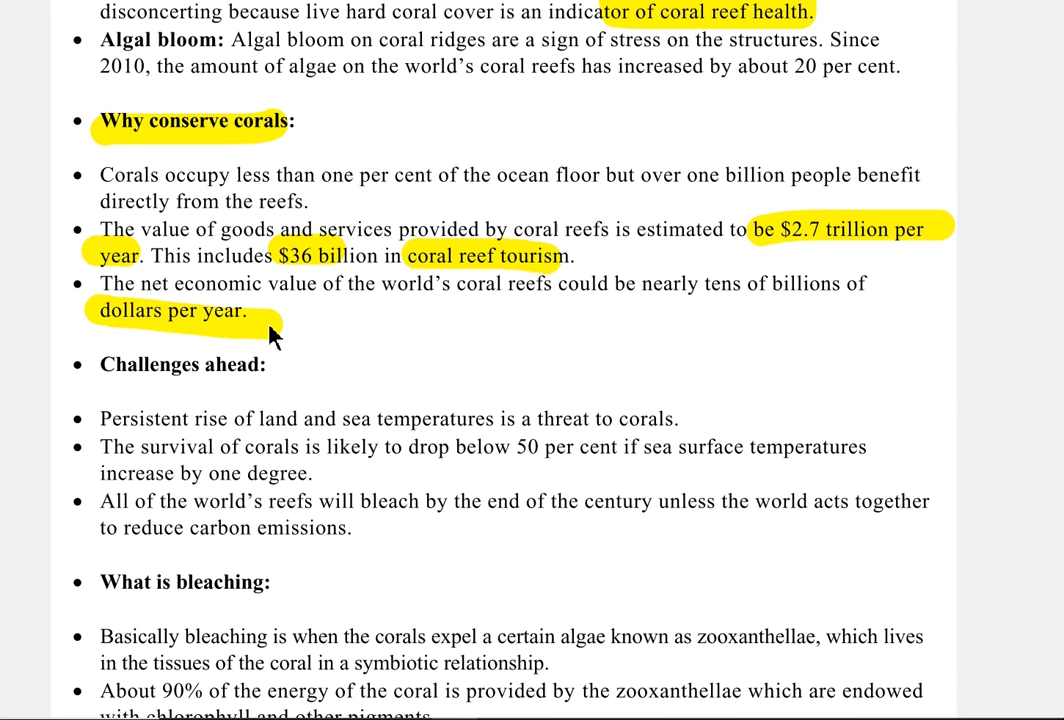 disconcerting because live hard coral cover is an indicator of coral reef health.
• Algal bloom: Algal bloom on coral ridges are a sign of stress on the structures. Since
2010, the amount of algae on the world’s coral reefs has increased by about 20 per cent.
• Why conserve corals:
• Corals occupy less than one per cent of the ocean floor but over one billion people benefit
directly from the reefs.
• The value of goods and services provided by coral reefs is estimated to be $2.7 trillion per
year. This includes $36 billion in coral reef tourism.
• The net economic value of the world’s coral reefs could be nearly tens of billions of
dollars per year.
• Challenges ahead:
• Persistent rise of land and sea temperatures is a threat to corals.
• The survival of corals is likely to drop below 50 per cent if sea surface temperatures
increase by one degree.
• All of the world’s reefs will bleach by the end of the century unless the world acts together
to reduce carbon emissions.
• What is bleaching:
• Basically bleaching is when the corals expel a certain algae known as zooxanthellae, which lives
in the tissues of the coral in a symbiotic relationship.
• About 90% of the energy of the coral is provided by the zooxanthellae which are endowed
with chlorophyll and other pigments.